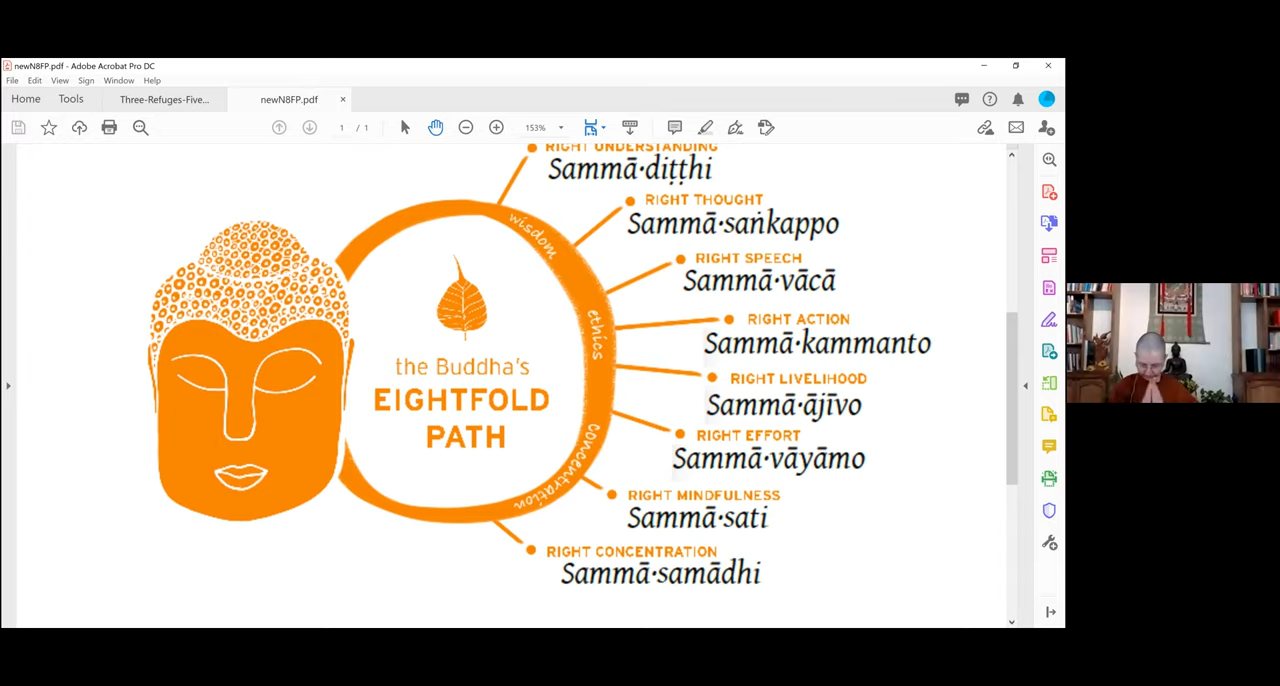 newN8FP.pdf - Adobe Acrobat Pro DC
File Edit View Sign Window Help
Home Tools Three-Refuges-Five... newN8FP.pdf ×
1 / 1 153%
RIGHT UNDERSTANDING
Sammā·diṭṭhi
RIGHT THOUGHT
Sammā·saṅkappo
RIGHT SPEECH
Sammā·vācā
RIGHT ACTION
Sammā·kammanto
RIGHT LIVELIHOOD
Sammā·ājīvo
RIGHT EFFORT
Sammā·vāyāmo
RIGHT MINDFULNESS
Sammā·sati
RIGHT CONCENTRATION
Sammā·samādhi
wisdom
ethics
concentration
the Buddha's
EIGHTFOLD
PATH